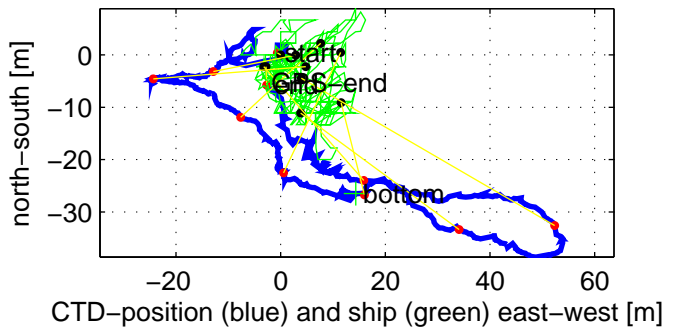 0
−10
−20
−30
north−south [m]
start
GPS−end
end
bottom
−20
0
20
40
60
CTD−position (blue) and ship (green) east−west [m]